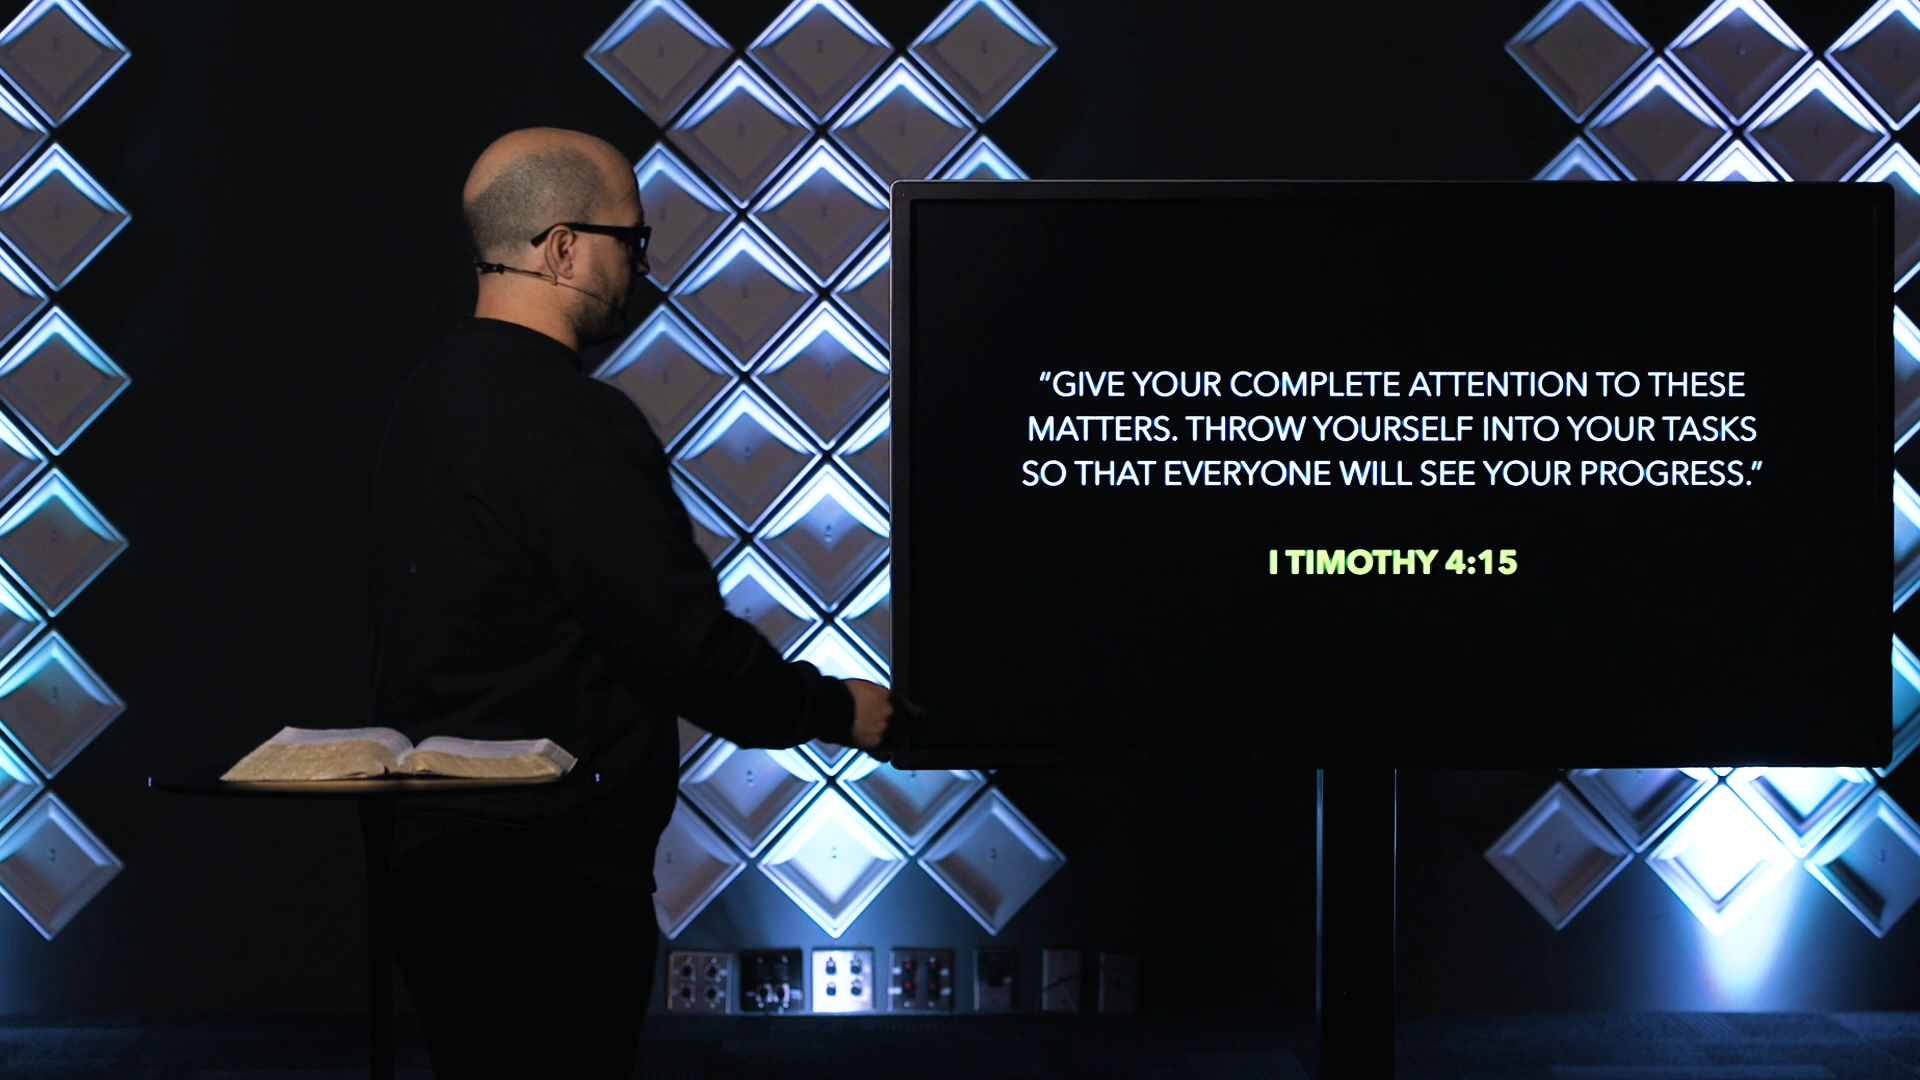 "GIVE YOUR COMPLETE ATTENTION TO THESE
MATTERS. THROW YOURSELF INTO YOUR TASKS
SO THAT EVERYONE WILL SEE YOUR PROGRESS."
I TIMOTHY 4:15